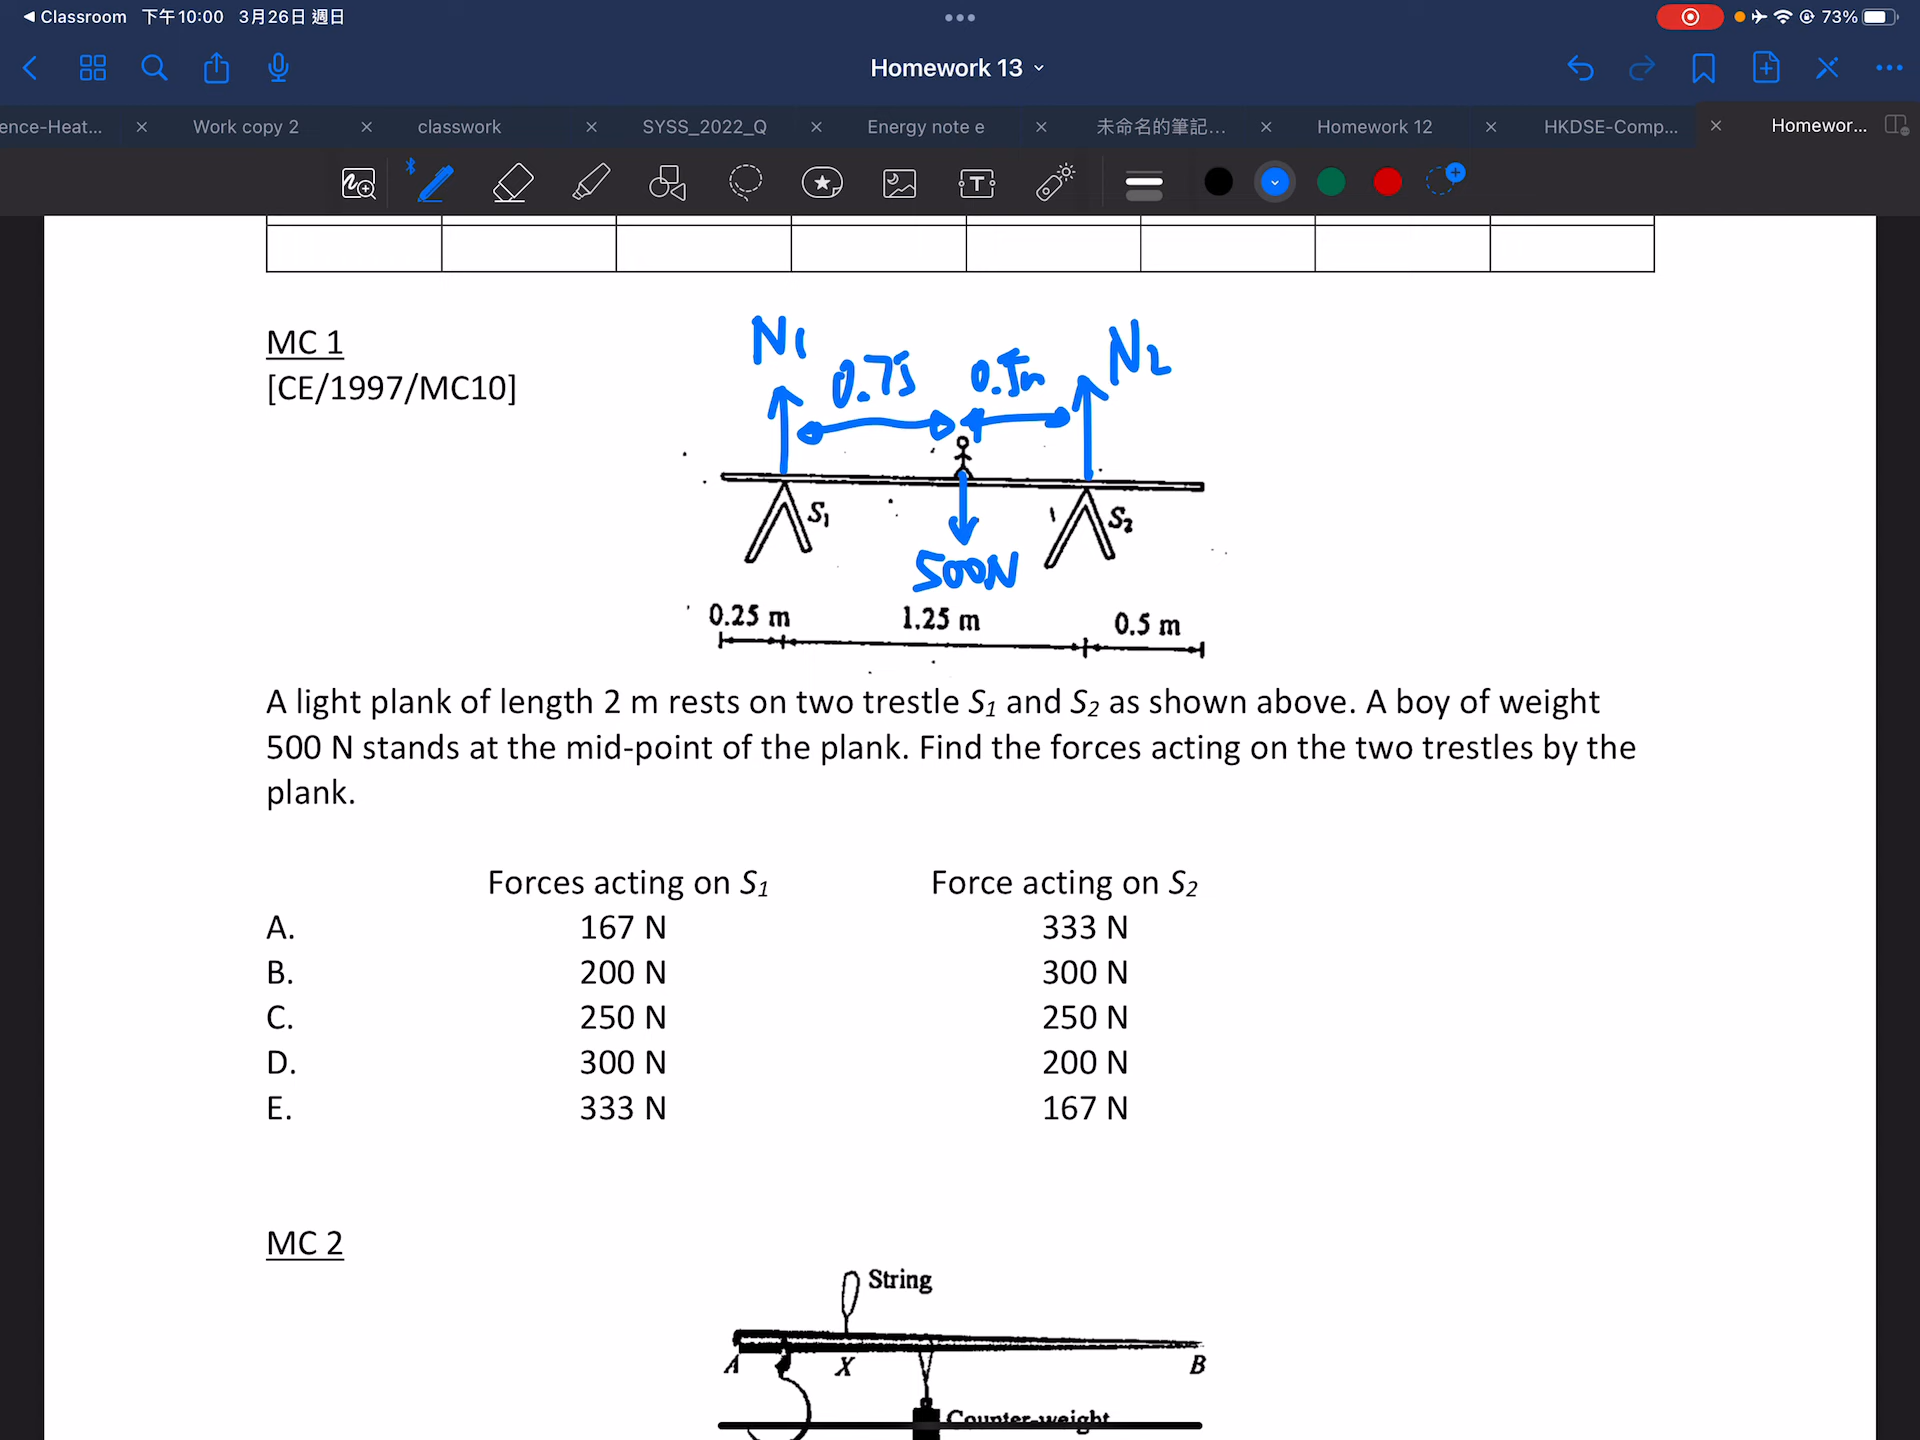 ◀ Classroom 下午10:00 3月26日 週日 73%
Homework 13
ence-Heat... Work copy 2 classwork SYSS_2022_Q Energy note e 未命名的筆記... Homework 12 HKDSE-Comp... Homewor...
MC 1
[CE/1997/MC10]
N1 N2
0.75 0.5m
S1 S2
500N
0.25 m 1.25 m 0.5 m
A light plank of length 2 m rests on two trestle S1 and S2 as shown above. A boy of weight
500 N stands at the mid-point of the plank. Find the forces acting on the two trestles by the
plank.
Forces acting on S1 Force acting on S2
A. 167 N 333 N
B. 200 N 300 N
C. 250 N 250 N
D. 300 N 200 N
E. 333 N 167 N
MC 2
String
A X B
Counter-weight